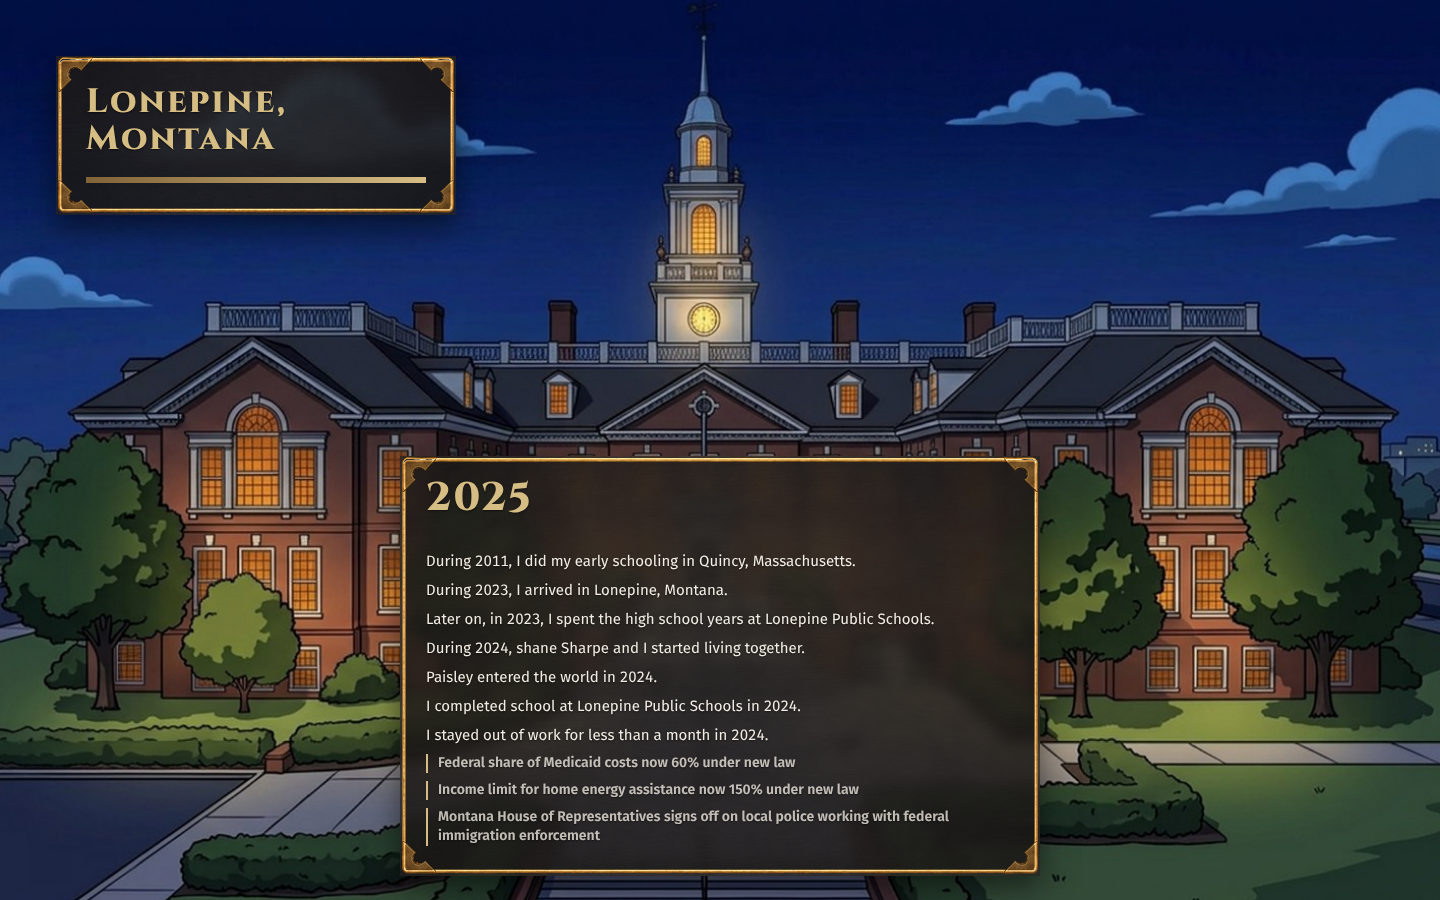 Lonepine,
Montana
2025
During 2011, I did my early schooling in Quincy, Massachusetts.
During 2023, I arrived in Lonepine, Montana.
Later on, in 2023, I spent the high school years at Lonepine Public Schools.
During 2024, shane Sharpe and I started living together.
Paisley entered the world in 2024.
I completed school at Lonepine Public Schools in 2024.
I stayed out of work for less than a month in 2024.
Federal share of Medicaid costs now 60% under new law
Income limit for home energy assistance now 150% under new law
Montana House of Representatives signs off on local police working with federal
immigration enforcement